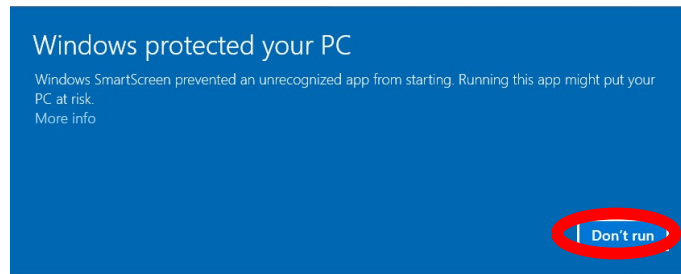 Windows protected your PC
Windows SmartScreen prevented an unrecognized app from starting. Running this app might put your
PC at risk.
More info
Don't run